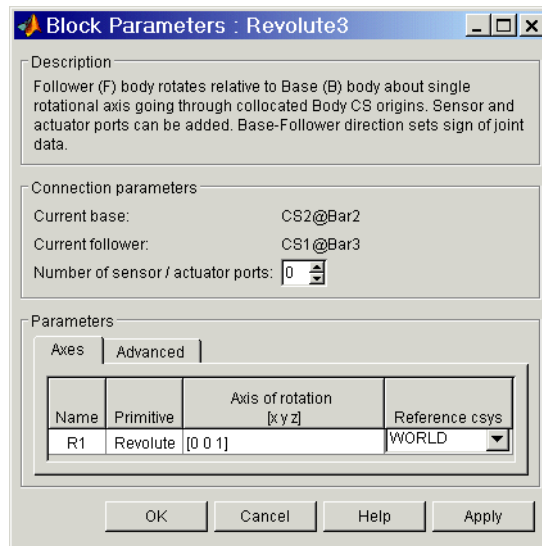 Block Parameters : Revolute3
Description
Follower (F) body rotates relative to Base (B) body about single
rotational axis going through collocated Body CS origins. Sensor and
actuator ports can be added. Base-Follower direction sets sign of joint
data.
Connection parameters
Current base: CS2@Bar2
Current follower: CS1@Bar3
Number of sensor / actuator ports: 0
Parameters
Axes Advanced
Name Primitive Axis of rotation [x y z] Reference csys
R1 Revolute [0 0 1] WORLD
OK Cancel Help Apply